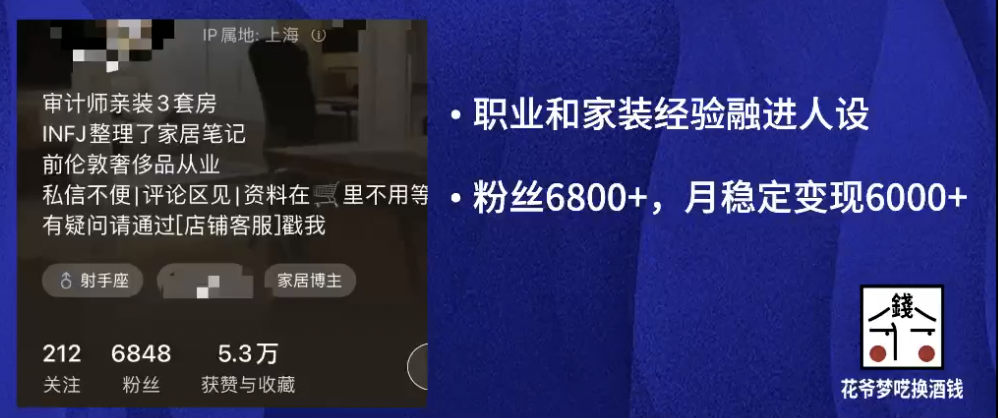 IP属地: 上海
审计师亲装3套房
INFJ整理了家居笔记
前伦敦奢侈品从业
私信不便|评论区见|资料在🛒里不用等
有疑问请通过[店铺客服]戳我
♂ 射手座
家居博主
212 6848 5.3万
关注 粉丝 获赞与收藏
• 职业和家装经验融进人设
• 粉丝6800+，月稳定变现6000+
錢
花爷梦呓换酒钱